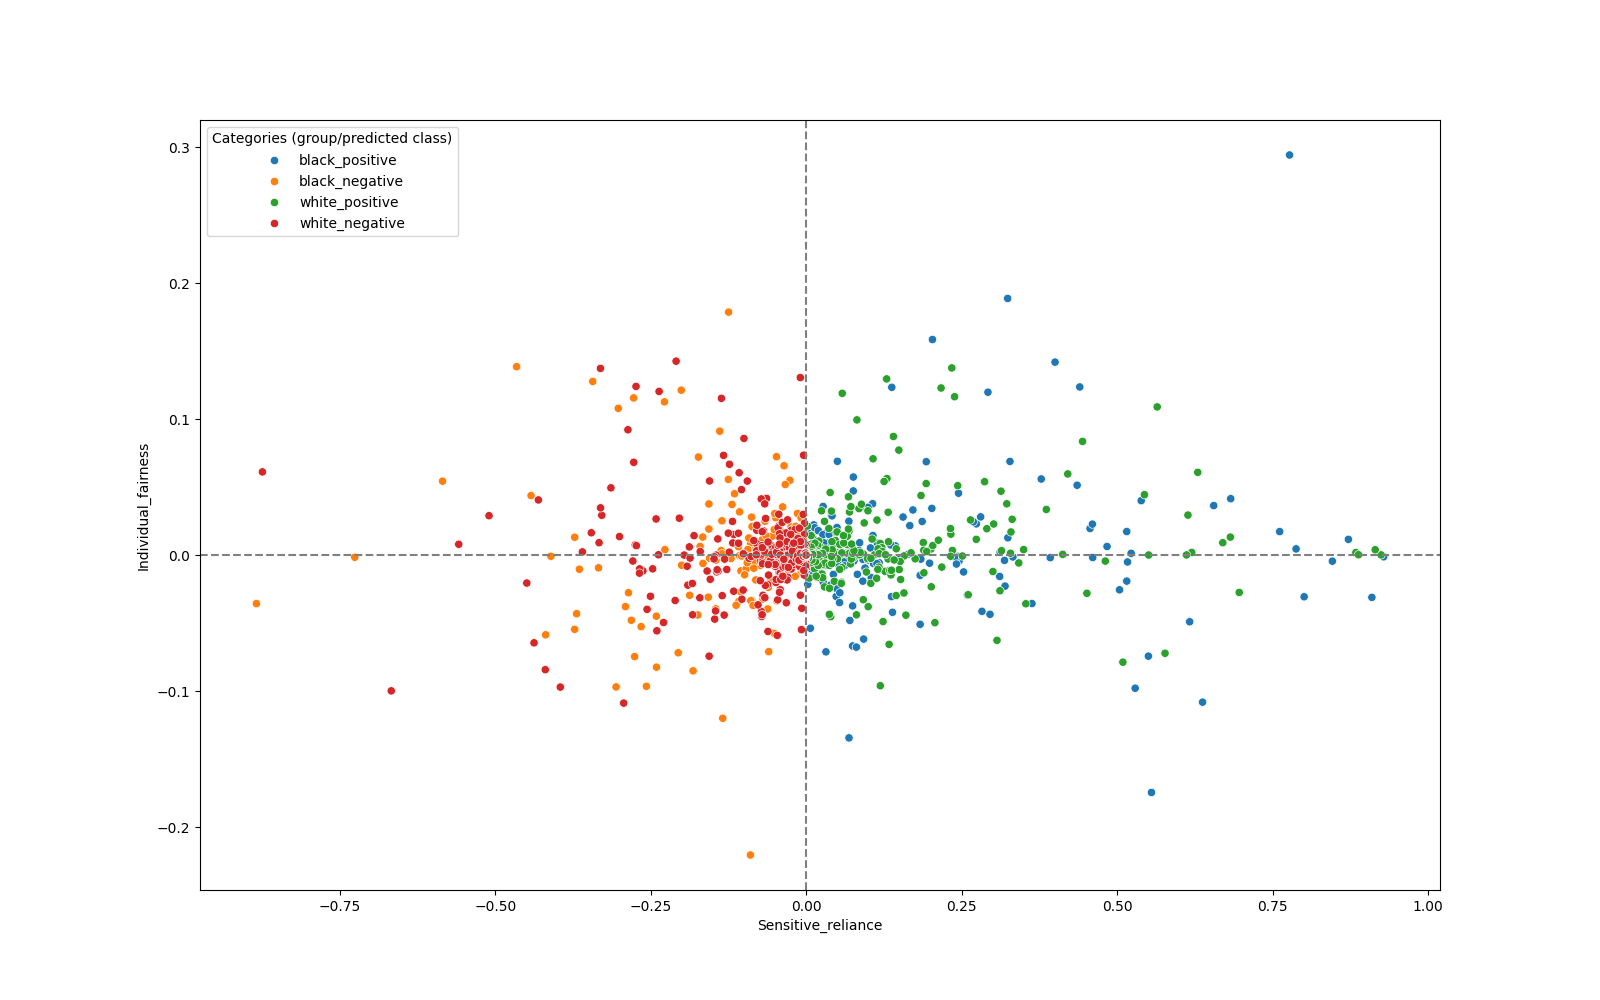 Categories (group/predicted class)
black_positive
black_negative
white_positive
white_negative
0.3
0.2
0.1
0.0
−0.1
−0.2
Individual_fairness
−0.75
−0.50
−0.25
0.00
0.25
0.50
0.75
1.00
Sensitive_reliance